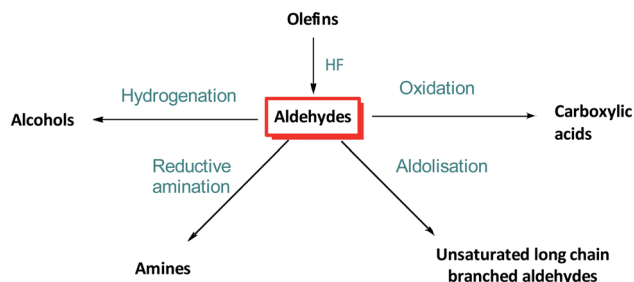 Olefins
HF
Hydrogenation
Oxidation
Alcohols
Aldehydes
Carboxylic
acids
Reductive
amination
Aldolisation
Amines
Unsaturated long chain
branched aldehydes